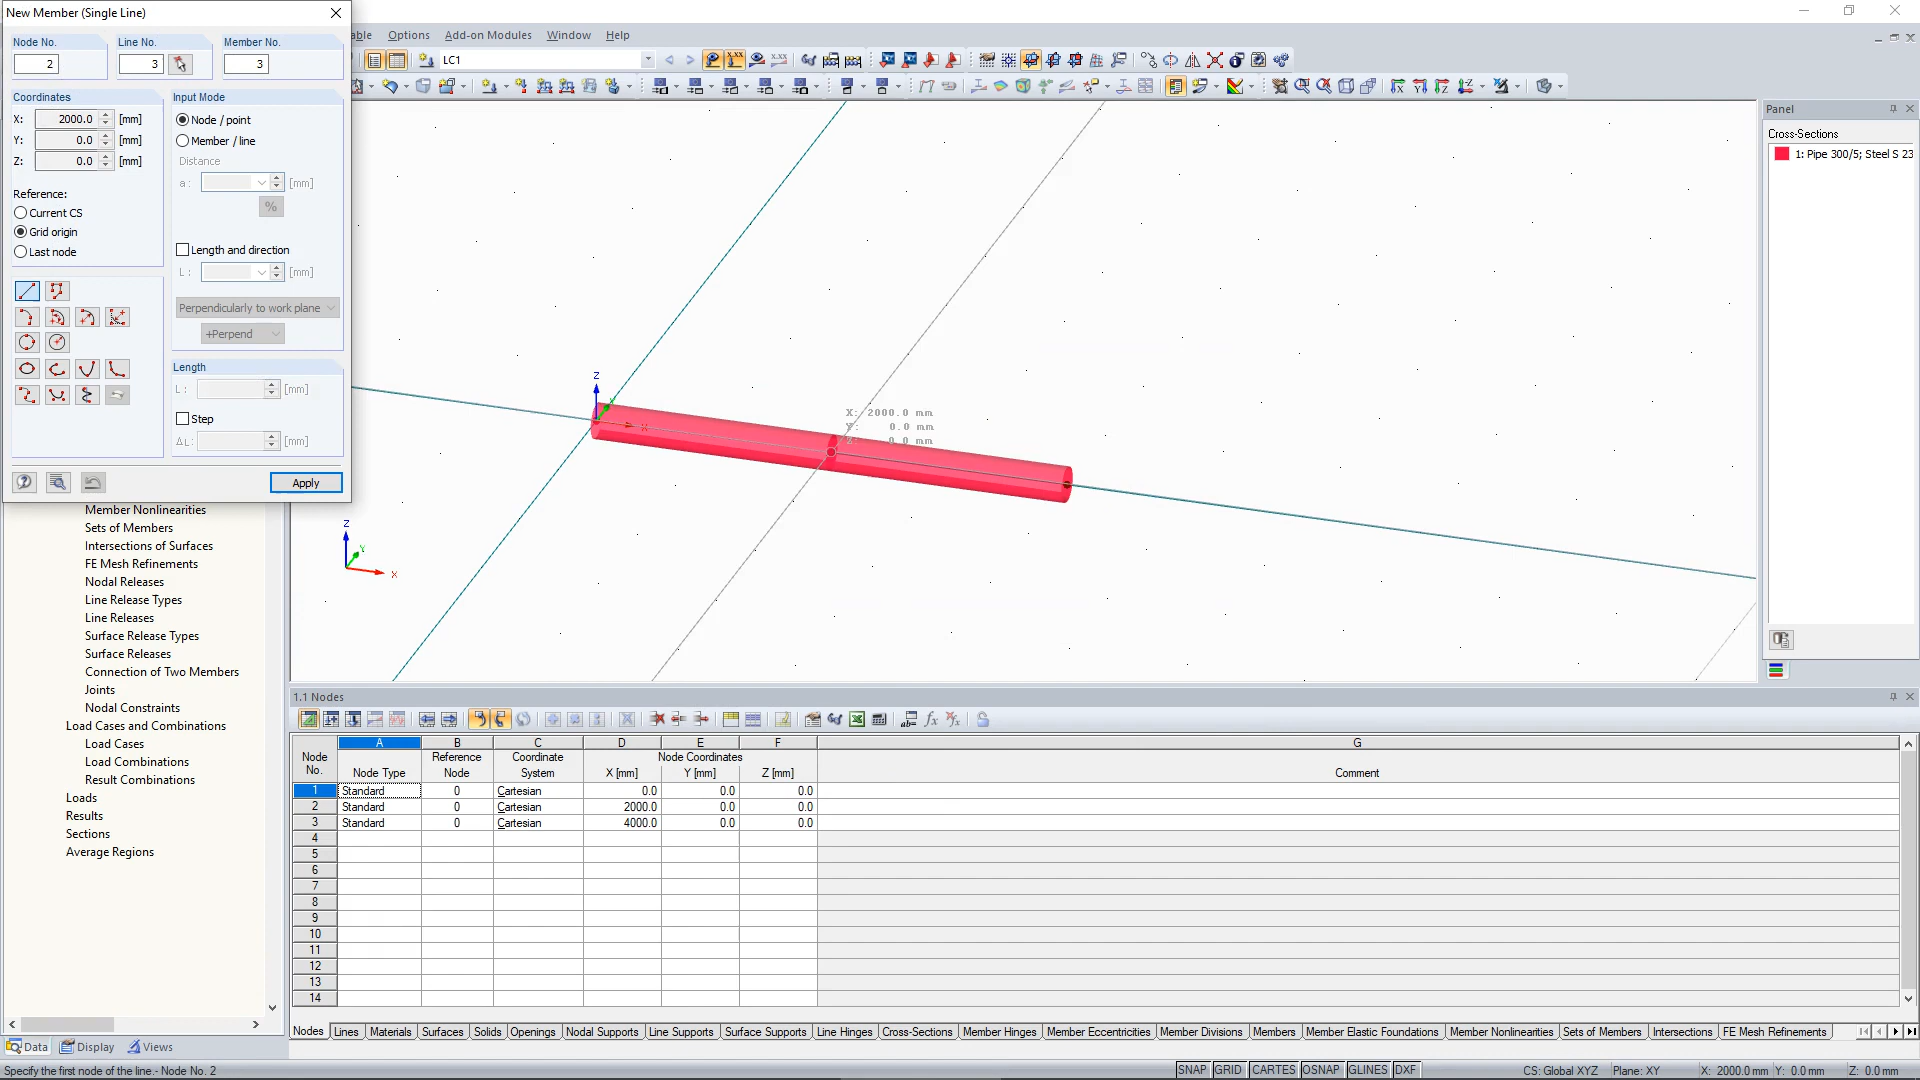 New Member (Single Line)
Node No.
Line No.
Member No.
2
3
3
Coordinates
X: 2000.0 [mm]
Y: 0.0 [mm]
Z: 0.0 [mm]
Reference:
Current CS
Grid origin
Last node
Input Mode
Node / point
Member / line
Distance
a: [mm]
%
Length and direction
L: [mm]
Perpendicularly to work plane
+Perpend
Length
L: [mm]
Step
ΔL: [mm]
Apply
Options Add-on Modules Window Help
LC1
Z
X
X: 2000.0 mm
Y: 0.0 mm
Z: 0.0 mm
Z
Y
X
Panel
Cross-Sections
1: Pipe 300/5; Steel S 23
Member Nonlinearities
Sets of Members
Intersections of Surfaces
FE Mesh Refinements
Nodal Releases
Line Release Types
Line Releases
Surface Release Types
Surface Releases
Connection of Two Members
Joints
Nodal Constraints
Load Cases and Combinations
Load Cases
Load Combinations
Result Combinations
Loads
Results
Sections
Average Regions
Data Display Views
1.1 Nodes
A B C D E F G
Node No. Node Type Reference Node Coordinate System Node Coordinates X [mm] Y [mm] Z [mm] Comment
1 Standard 0 Cartesian 0.0 0.0 0.0
2 Standard 0 Cartesian 2000.0 0.0 0.0
3 Standard 0 Cartesian 4000.0 0.0 0.0
4
5
6
7
8
9
10
11
12
13
14
Nodes Lines Materials Surfaces Solids Openings Nodal Supports Line Supports Surface Supports Line Hinges Cross-Sections Member Hinges Member Eccentricities Member Divisions Members Member Elastic Foundations Member Nonlinearities Sets of Members Intersections FE Mesh Refinements
Specify the first node of the line.- Node No. 2
SNAP GRID CARTES OSNAP GLINES DXF CS: Global XYZ Plane: XY X: 2000.0 mm Y: 0.0 mm Z: 0.0 mm